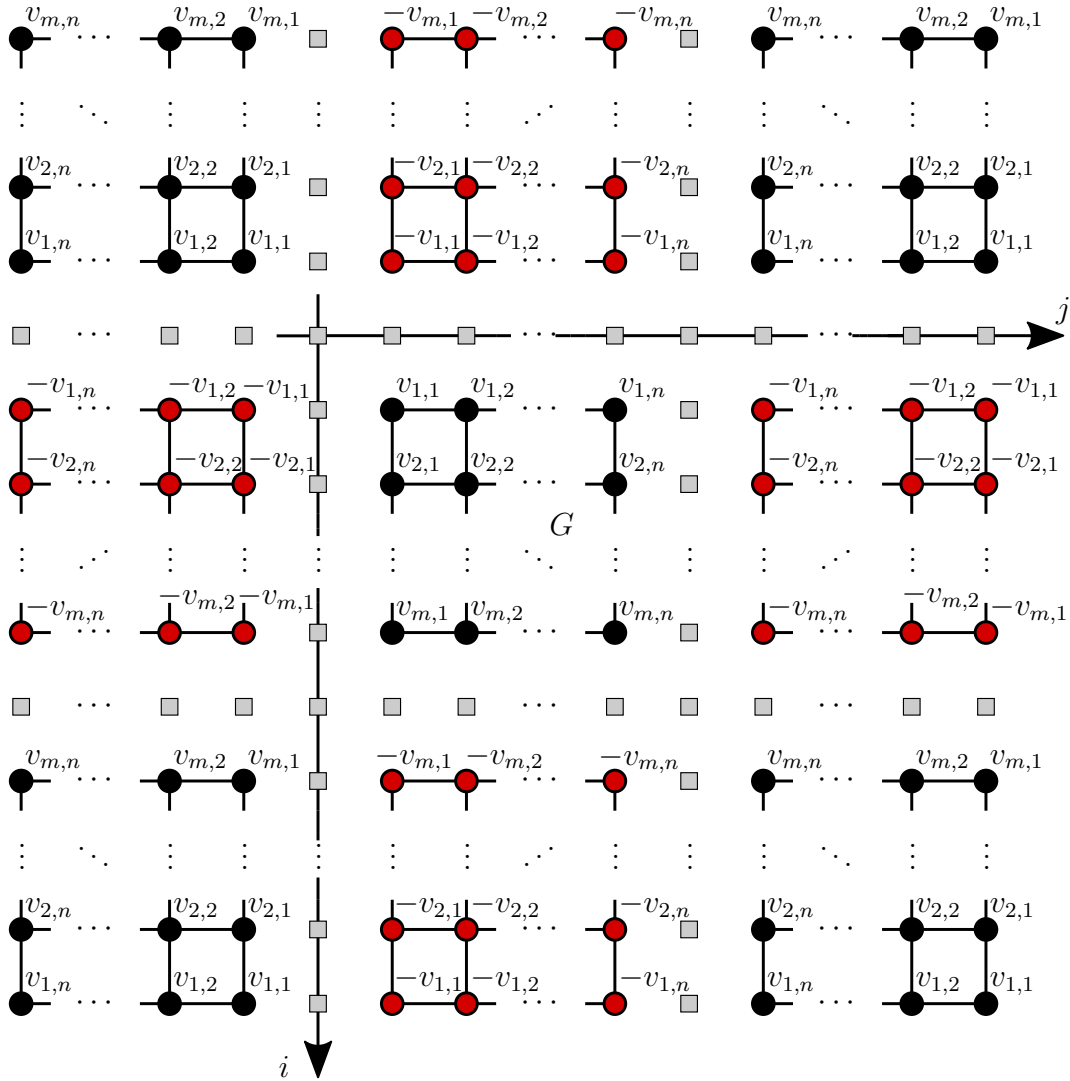 v_{m,n} ⋯ v_{m,2} v_{m,1} −v_{m,1} −v_{m,2} ⋯ −v_{m,n} v_{m,n} ⋯ v_{m,2} v_{m,1}
⋮ ⋱ ⋮ ⋮ ⋮ ⋮ ⋮ ⋰ ⋮ ⋮ ⋮ ⋱ ⋮ ⋮
v_{2,n} ⋯ v_{2,2} v_{2,1} −v_{2,1} −v_{2,2} ⋯ −v_{2,n} v_{2,n} ⋯ v_{2,2} v_{2,1}
v_{1,n} ⋯ v_{1,2} v_{1,1} −v_{1,1} −v_{1,2} ⋯ −v_{1,n} v_{1,n} ⋯ v_{1,2} v_{1,1}
⋯ ⋯ ⋯ j
−v_{1,n} ⋯ −v_{1,2} −v_{1,1} v_{1,1} v_{1,2} ⋯ v_{1,n} −v_{1,n} ⋯ −v_{1,2} −v_{1,1}
−v_{2,n} ⋯ −v_{2,2} −v_{2,1} v_{2,1} v_{2,2} ⋯ v_{2,n} −v_{2,n} ⋯ −v_{2,2} −v_{2,1}
G
⋮ ⋰ ⋮ ⋮ ⋮ ⋮ ⋮ ⋱ ⋮ ⋮ ⋮ ⋰ ⋮ ⋮
−v_{m,n} ⋯ −v_{m,2} −v_{m,1} v_{m,1} v_{m,2} ⋯ v_{m,n} −v_{m,n} ⋯ −v_{m,2} −v_{m,1}
⋯ ⋯ ⋯
v_{m,n} ⋯ v_{m,2} v_{m,1} −v_{m,1} −v_{m,2} ⋯ −v_{m,n} v_{m,n} ⋯ v_{m,2} v_{m,1}
⋮ ⋱ ⋮ ⋮ ⋮ ⋮ ⋮ ⋰ ⋮ ⋮ ⋮ ⋱ ⋮ ⋮
v_{2,n} ⋯ v_{2,2} v_{2,1} −v_{2,1} −v_{2,2} ⋯ −v_{2,n} v_{2,n} ⋯ v_{2,2} v_{2,1}
v_{1,n} ⋯ v_{1,2} v_{1,1} −v_{1,1} −v_{1,2} ⋯ −v_{1,n} v_{1,n} ⋯ v_{1,2} v_{1,1}
i